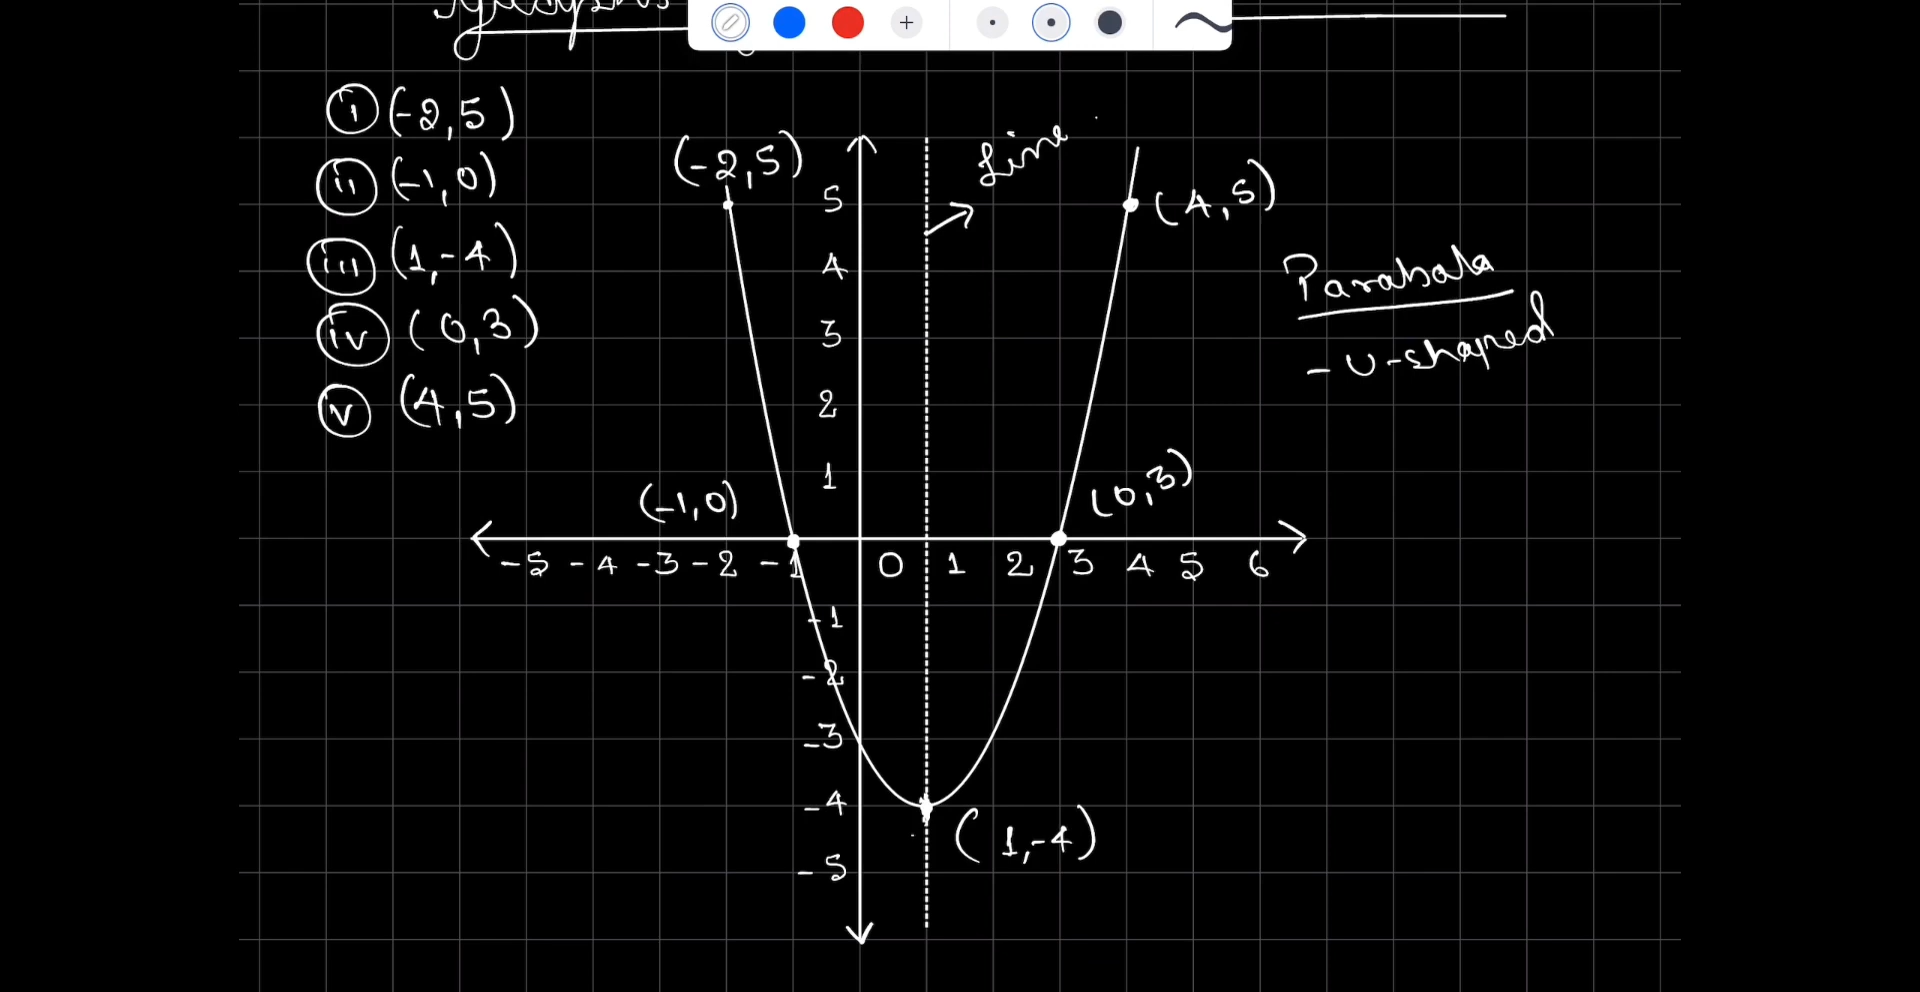 i (-2,5)
ii (-1,0)
iii (1,-4)
iv (0,3)
v (4,5)
(-2,5)
Line
(4,5)
Parabola
- U-shaped
5
4
3
2
1
(-1,0)
(0,3)
-5 -4 -3 -2 -1 0 1 2 3 4 5 6
-1
-2
-3
-4
-5
(1,-4)